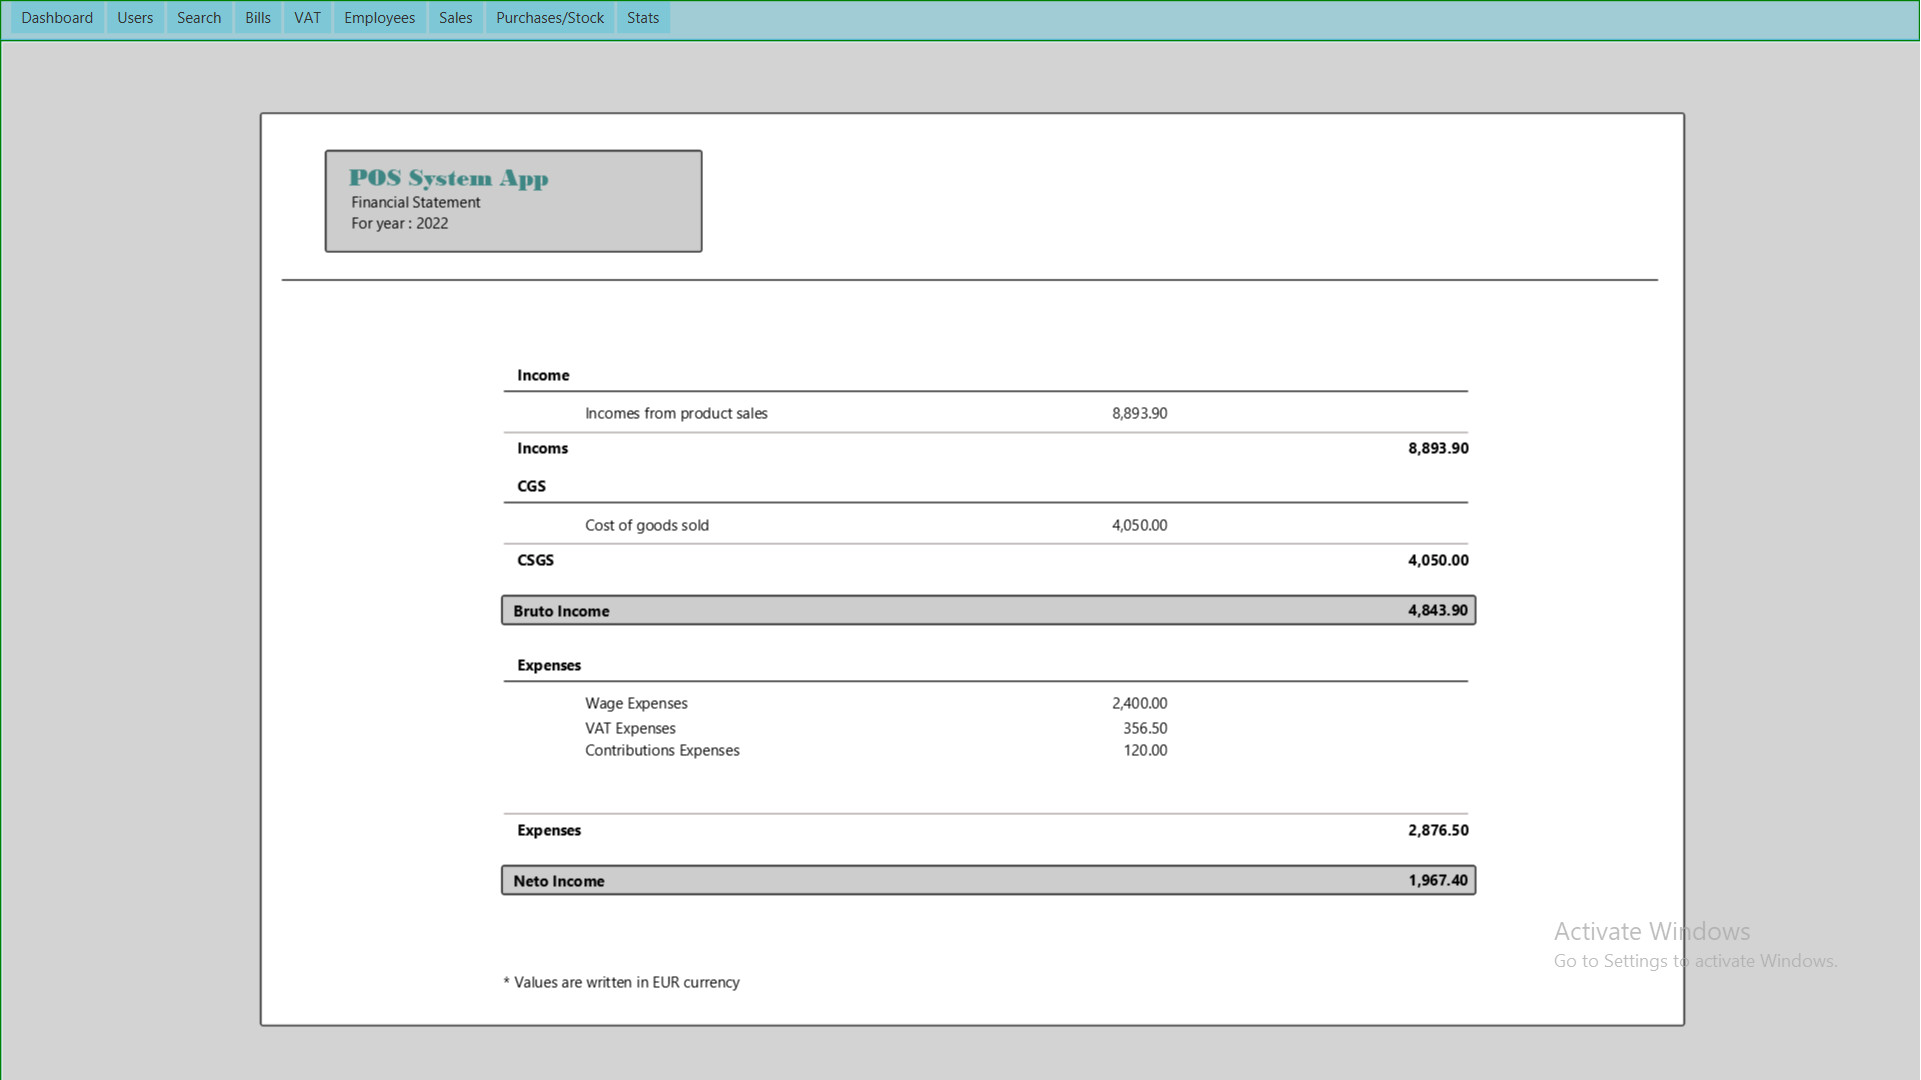 Dashboard Users Search Bills VAT Employees Sales Purchases/Stock Stats
POS System App
Financial Statement
For year : 2022
Income
Incomes from product sales 8,893.90
Incoms 8,893.90
CGS
Cost of goods sold 4,050.00
CSGS 4,050.00
Bruto Income 4,843.90
Expenses
Wage Expenses 2,400.00
VAT Expenses 356.50
Contributions Expenses 120.00
Expenses 2,876.50
Neto Income 1,967.40
Activate Windows
Go to Settings to activate Windows.
* Values are written in EUR currency